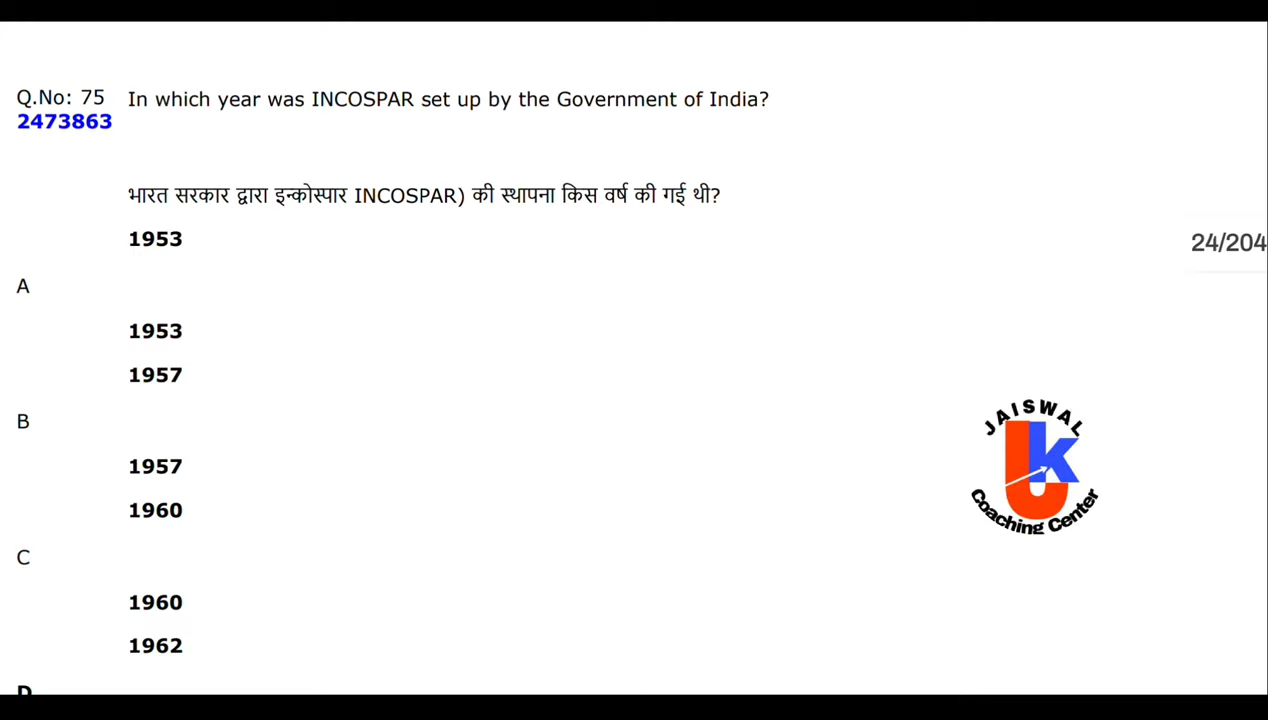 Q.No: 75 In which year was INCOSPAR set up by the Government of India?
2473863
भारत सरकार द्वारा इन्कोस्पार INCOSPAR) की स्थापना किस वर्ष की गई थी?
1953
24/204
A
1953
1957
B
1957
1960
C
1960
1962
D
JAISWAL
JK
Coaching Center